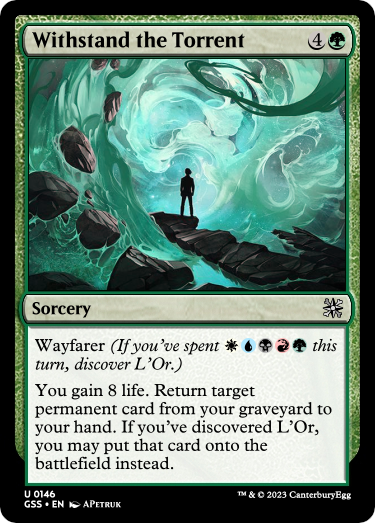 Withstand the Torrent 4
Sorcery
Wayfarer (If you've spent this
turn, discover L'Or.)
You gain 8 life. Return target
permanent card from your graveyard to
your hand. If you've discovered L'Or,
you may put that card onto the
battlefield instead.
U 0146
GSS • EN APetruk
™ & © 2023 CanterburyEgg